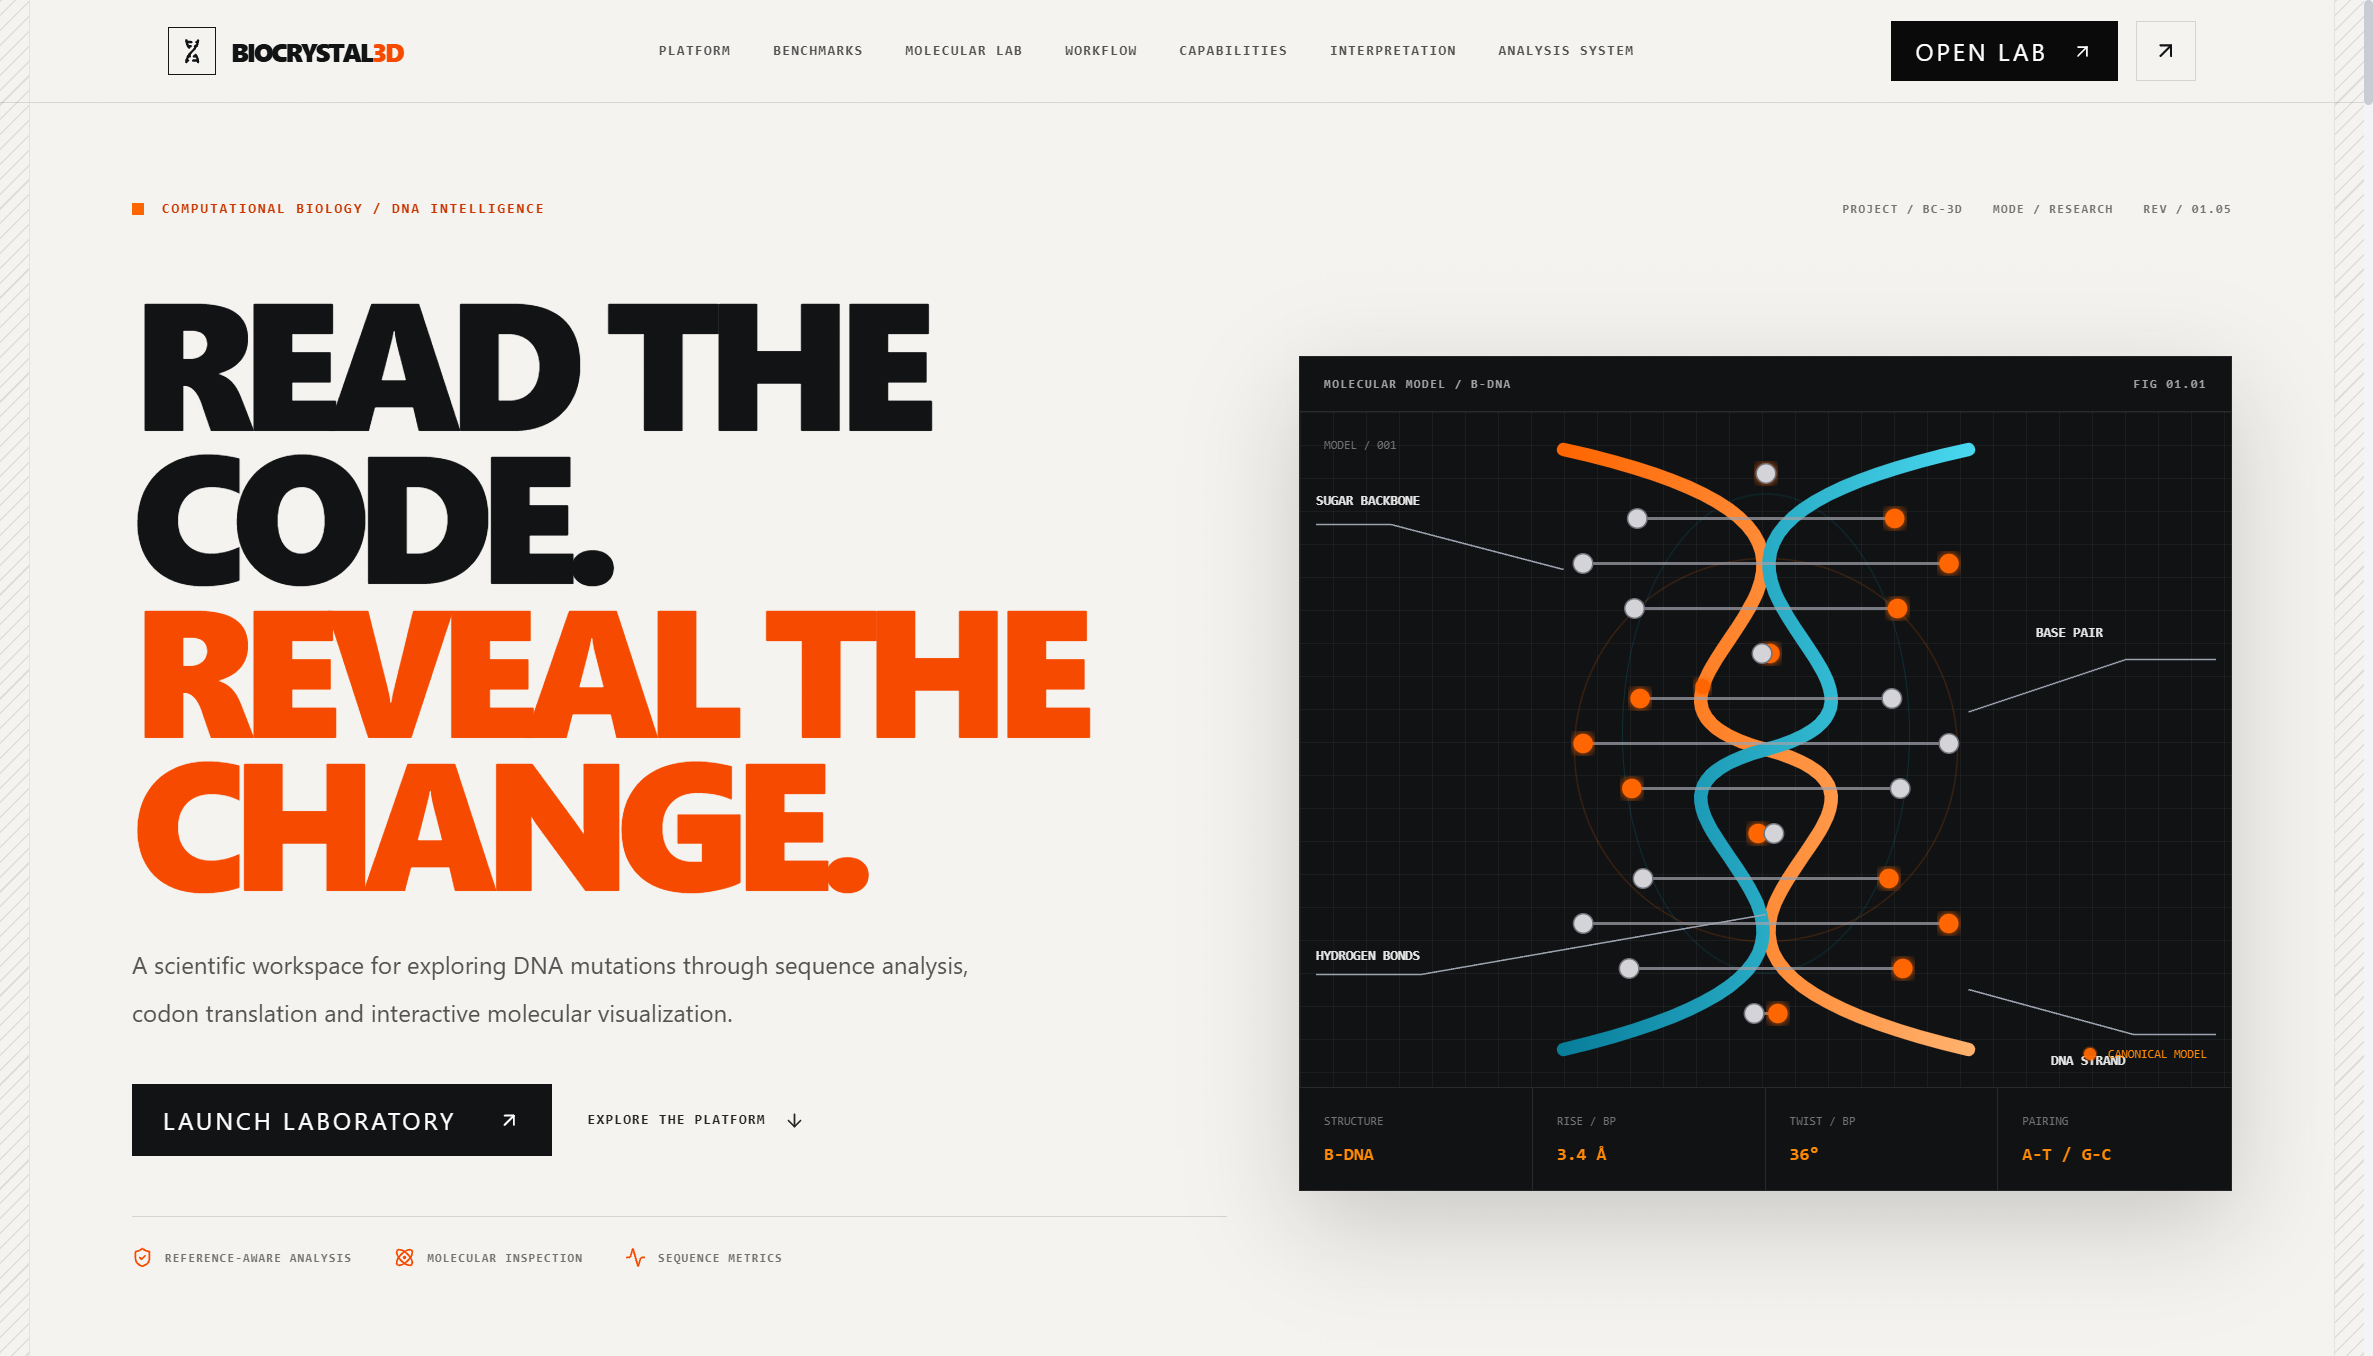 BIOCRYSTAL3D
PLATFORM
BENCHMARKS
MOLECULAR LAB
WORKFLOW
CAPABILITIES
INTERPRETATION
ANALYSIS SYSTEM
OPEN LAB
COMPUTATIONAL BIOLOGY / DNA INTELLIGENCE
PROJECT / BC-3D
MODE / RESEARCH
REV / 01.05
READ THE
CODE.
REVEAL THE
CHANGE.
A scientific workspace for exploring DNA mutations through sequence analysis,
codon translation and interactive molecular visualization.
LAUNCH LABORATORY
EXPLORE THE PLATFORM
REFERENCE-AWARE ANALYSIS
MOLECULAR INSPECTION
SEQUENCE METRICS
MOLECULAR MODEL / B-DNA
FIG 01.01
MODEL / 001
SUGAR BACKBONE
BASE PAIR
HYDROGEN BONDS
DNA STRAND
CANONICAL MODEL
STRUCTURE
B-DNA
RISE / BP
3.4 Å
TWIST / BP
36°
PAIRING
A-T / G-C